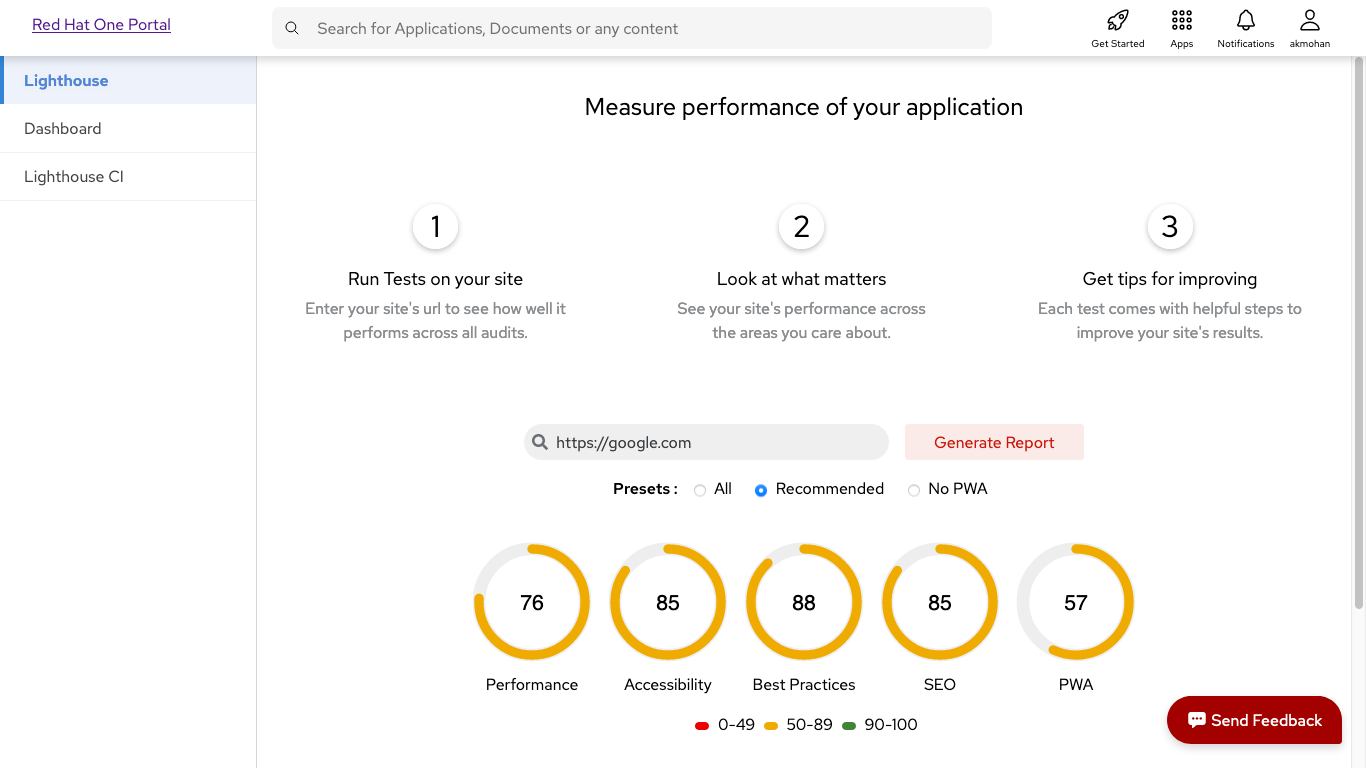 Red Hat One Portal
Search for Applications, Documents or any content
Get Started
Apps
Notifications
akmohan
Lighthouse
Dashboard
Lighthouse CI
Measure performance of your application
1
Run Tests on your site
Enter your site's url to see how well it
performs across all audits.
2
Look at what matters
See your site's performance across
the areas you care about.
3
Get tips for improving
Each test comes with helpful steps to
improve your site's results.
https://google.com
Generate Report
Presets : All Recommended No PWA
76
85
88
85
57
Performance
Accessibility
Best Practices
SEO
PWA
0-49 50-89 90-100
Send Feedback